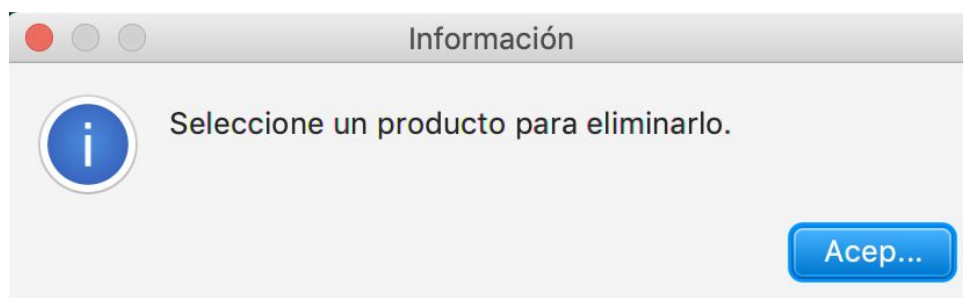 Información
Seleccione un producto para eliminarlo.
Acep...